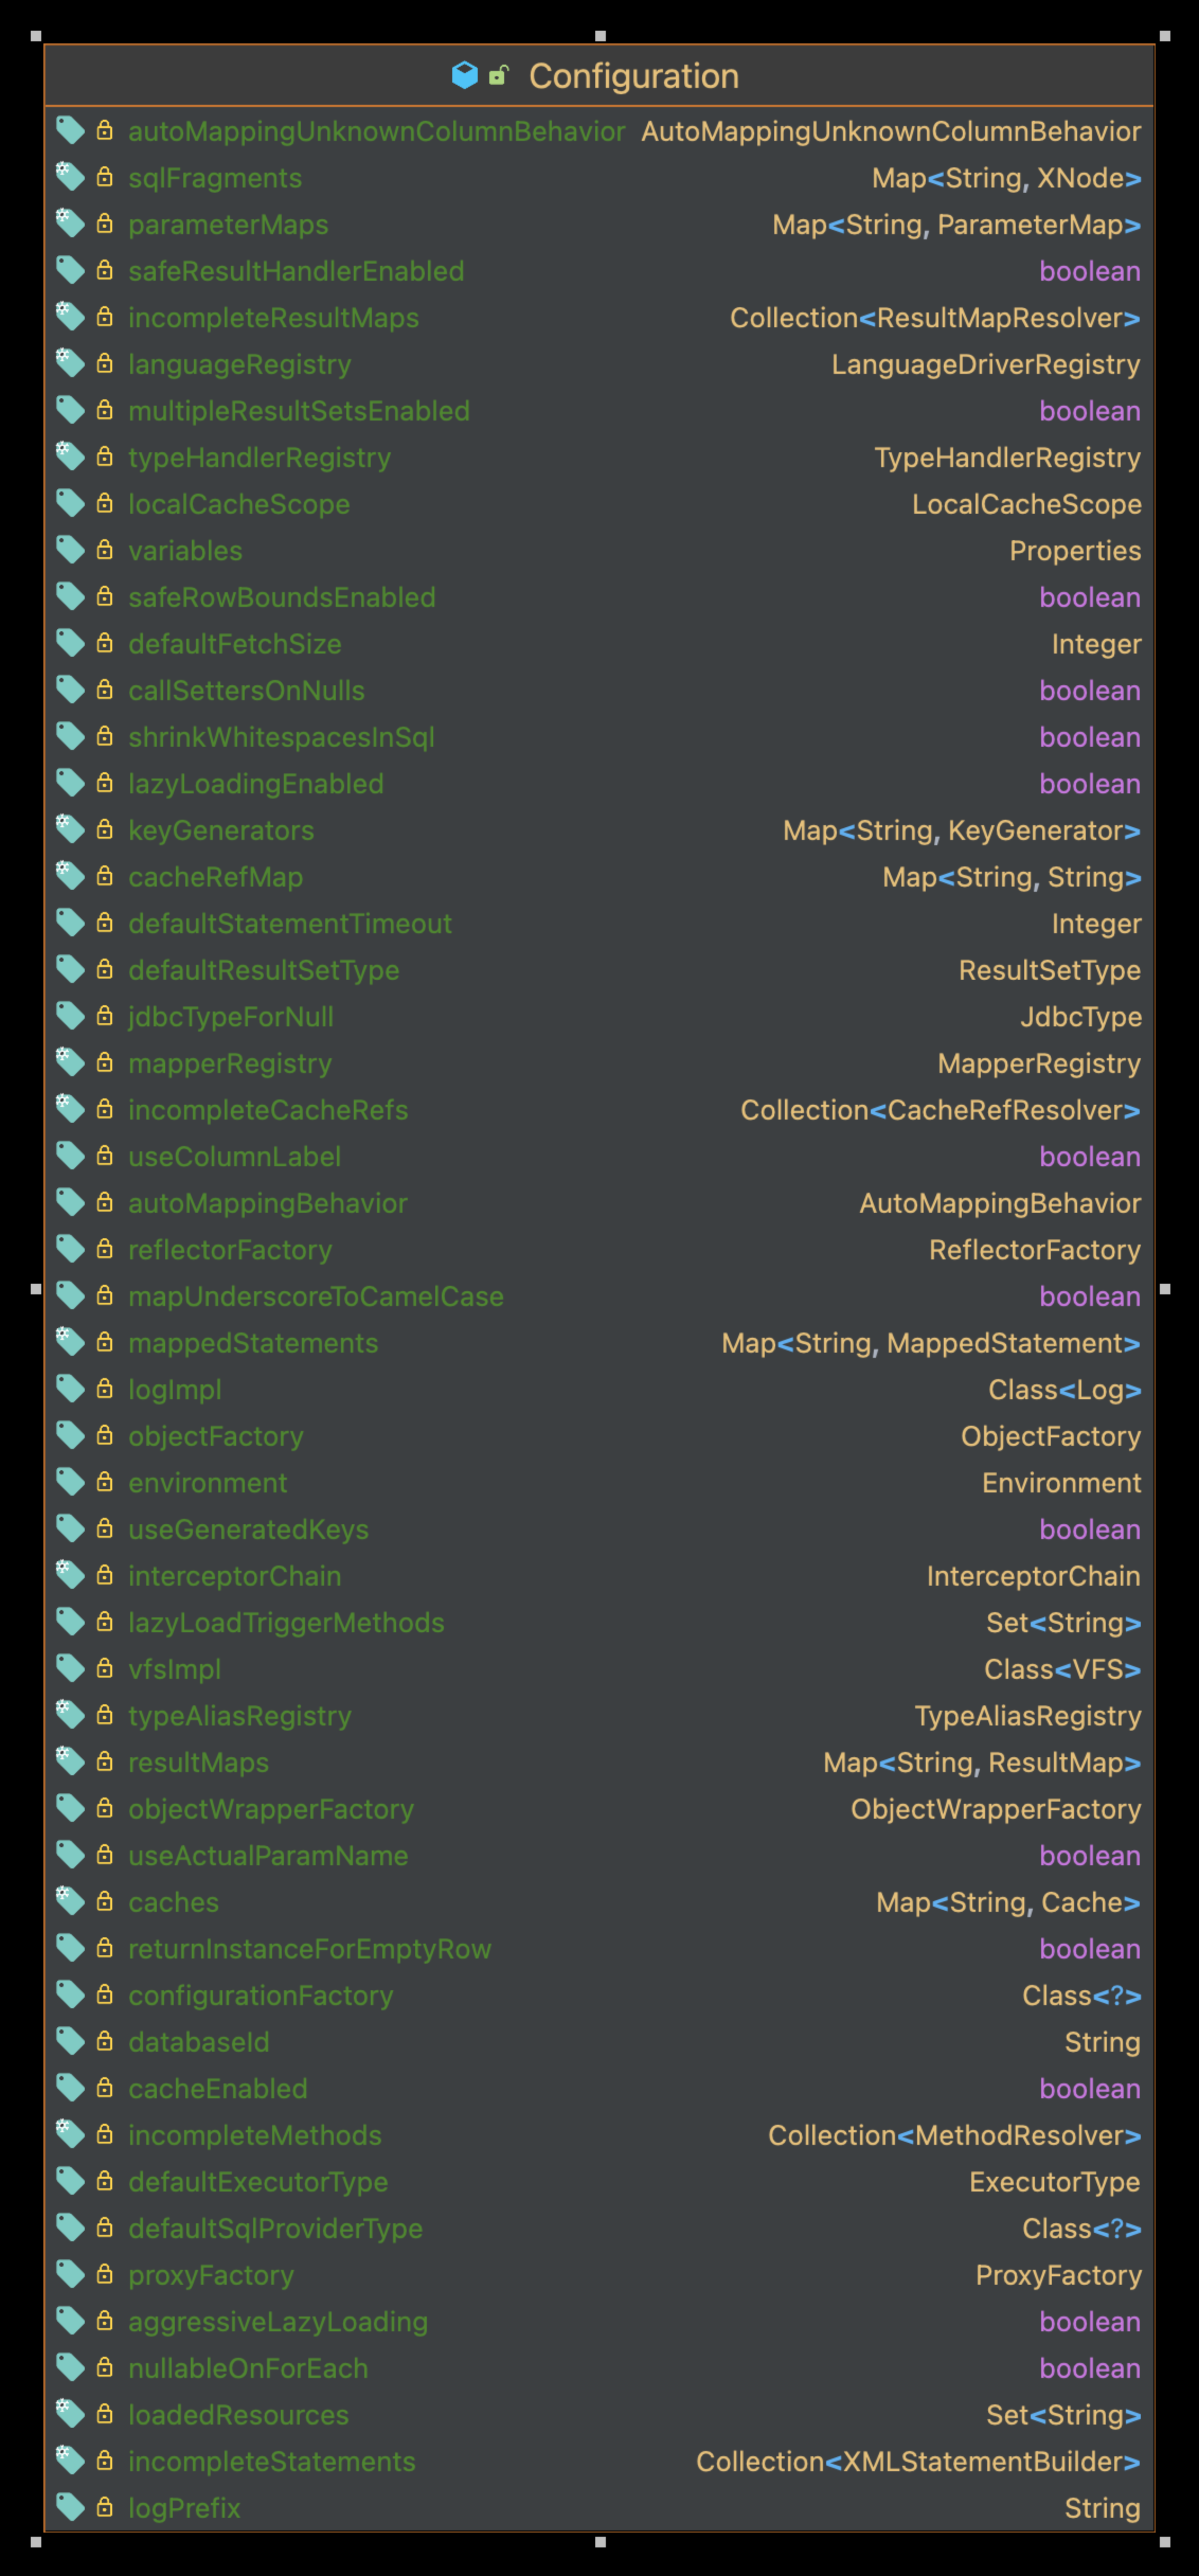 Configuration
autoMappingUnknownColumnBehavior AutoMappingUnknownColumnBehavior
sqlFragments Map<String, XNode>
parameterMaps Map<String, ParameterMap>
safeResultHandlerEnabled boolean
incompleteResultMaps Collection<ResultMapResolver>
languageRegistry LanguageDriverRegistry
multipleResultSetsEnabled boolean
typeHandlerRegistry TypeHandlerRegistry
localCacheScope LocalCacheScope
variables Properties
safeRowBoundsEnabled boolean
defaultFetchSize Integer
callSettersOnNulls boolean
shrinkWhitespacesInSql boolean
lazyLoadingEnabled boolean
keyGenerators Map<String, KeyGenerator>
cacheRefMap Map<String, String>
defaultStatementTimeout Integer
defaultResultSetType ResultSetType
jdbcTypeForNull JdbcType
mapperRegistry MapperRegistry
incompleteCacheRefs Collection<CacheRefResolver>
useColumnLabel boolean
autoMappingBehavior AutoMappingBehavior
reflectorFactory ReflectorFactory
mapUnderscoreToCamelCase boolean
mappedStatements Map<String, MappedStatement>
logImpl Class<Log>
objectFactory ObjectFactory
environment Environment
useGeneratedKeys boolean
interceptorChain InterceptorChain
lazyLoadTriggerMethods Set<String>
vfsImpl Class<VFS>
typeAliasRegistry TypeAliasRegistry
resultMaps Map<String, ResultMap>
objectWrapperFactory ObjectWrapperFactory
useActualParamName boolean
caches Map<String, Cache>
returnInstanceForEmptyRow boolean
configurationFactory Class<?>
databaseId String
cacheEnabled boolean
incompleteMethods Collection<MethodResolver>
defaultExecutorType ExecutorType
defaultSqlProviderType Class<?>
proxyFactory ProxyFactory
aggressiveLazyLoading boolean
nullableOnForEach boolean
loadedResources Set<String>
incompleteStatements Collection<XMLStatementBuilder>
logPrefix String